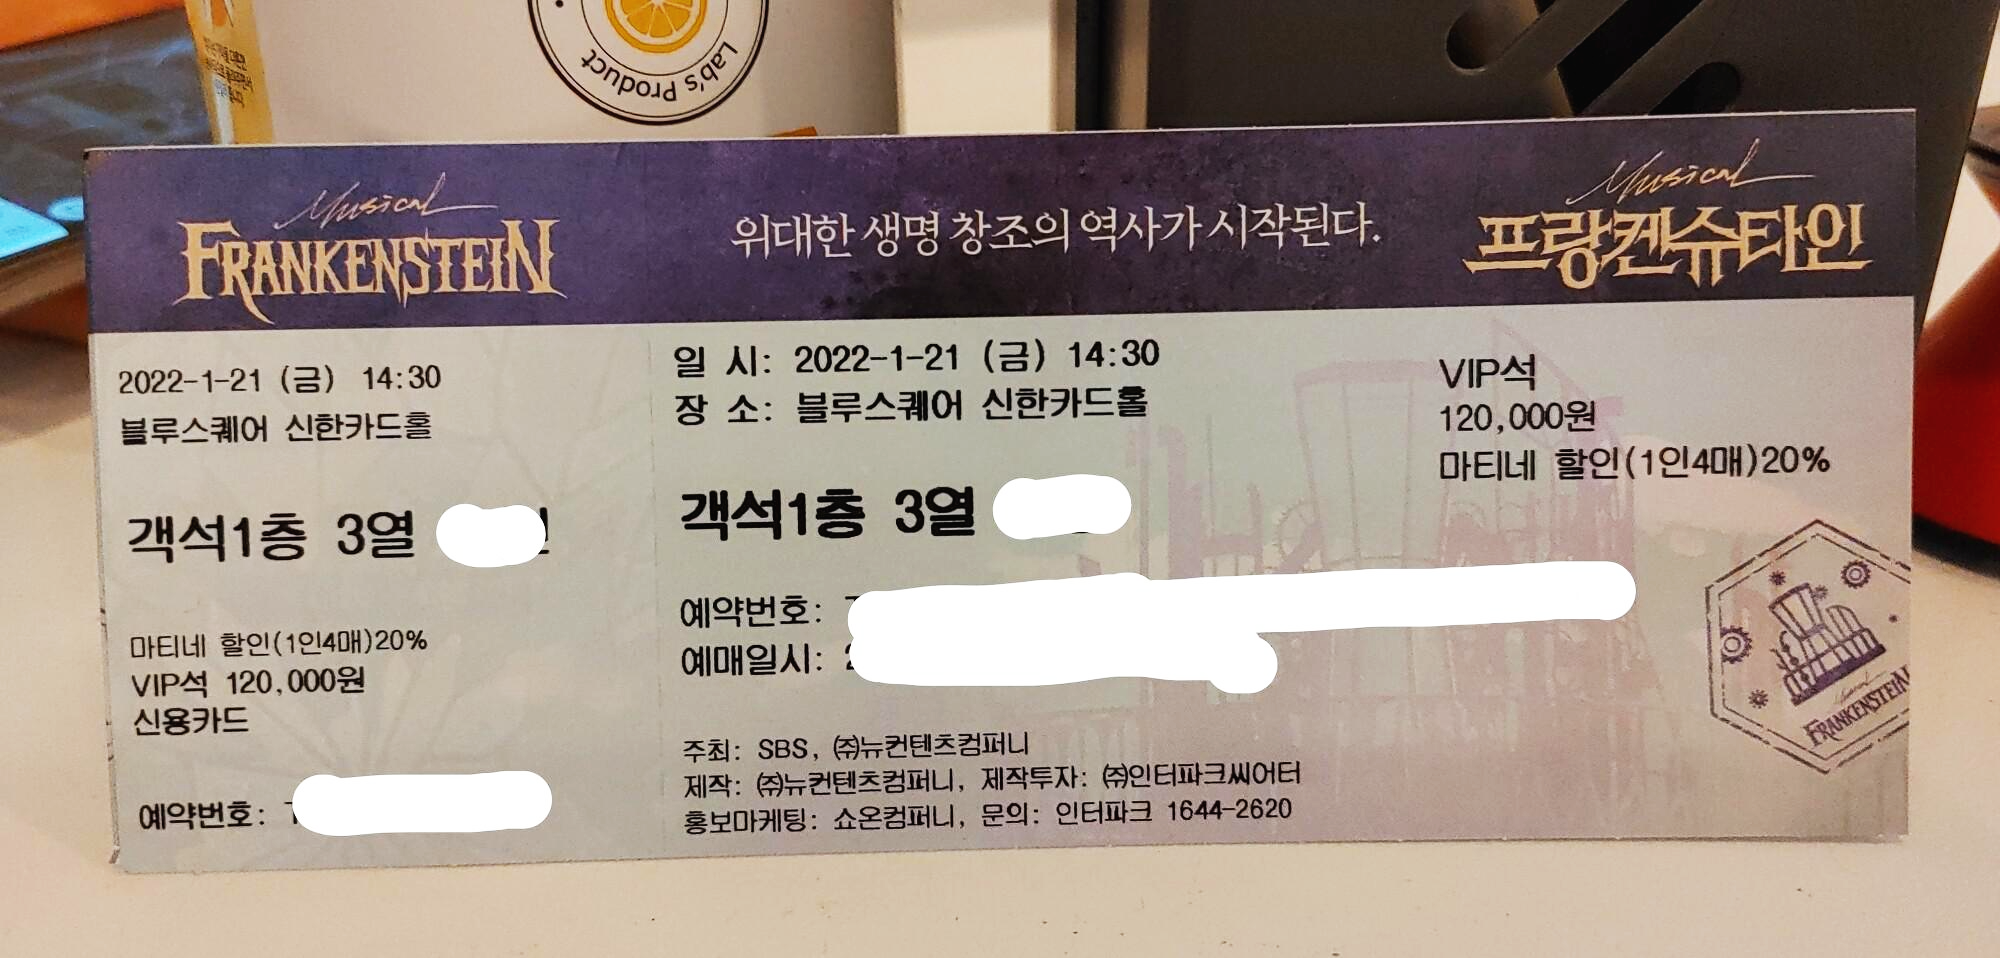 Lab's Product
Musical
FRANKENSTEIN
위대한 생명 창조의 역사가 시작된다.
Musical
프랑켄슈타인
2022-1-21 (금) 14:30
블루스퀘어 신한카드홀
객석1층 3열
마티네 할인(1인4매)20%
VIP석 120,000원
신용카드
예약번호:
일 시: 2022-1-21 (금) 14:30
장 소: 블루스퀘어 신한카드홀
객석1층 3열
예약번호:
예매일시:
주최: SBS, ㈜뉴컨텐츠컴퍼니
제작: ㈜뉴컨텐츠컴퍼니, 제작투자: ㈜인터파크씨어터
홍보마케팅: 쇼온컴퍼니, 문의: 인터파크 1644-2620
VIP석
120,000원
마티네 할인(1인4매)20%
Musical
FRANKENSTEIN